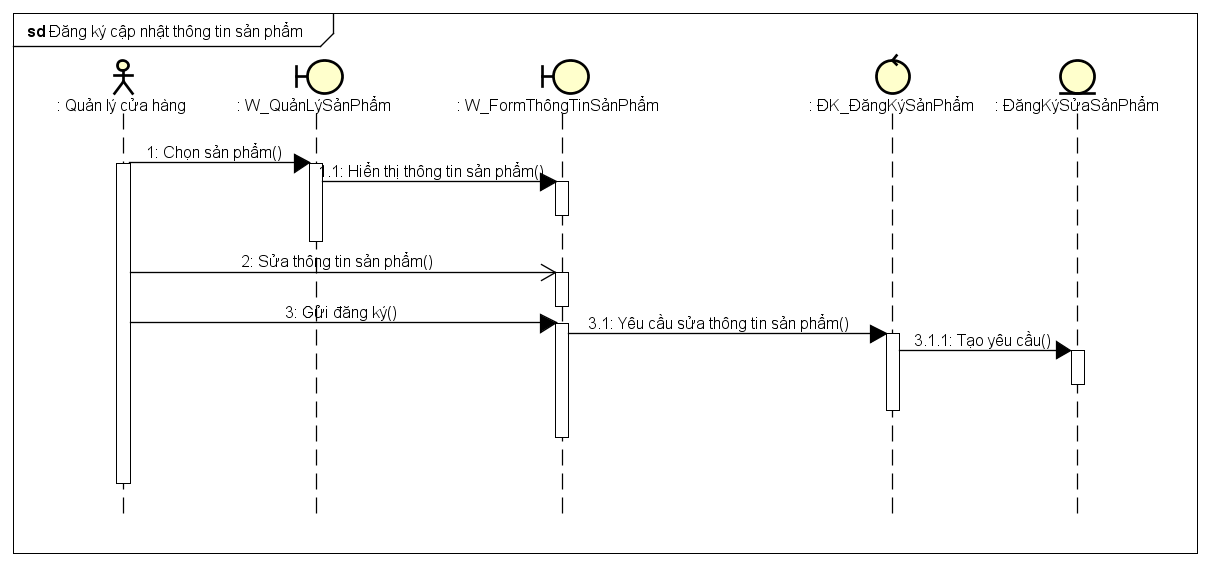 sd Đăng ký cập nhật thông tin sản phẩm
: Quản lý cửa hàng
: W_QuảnLýSảnPhẩm
: W_FormThôngTinSảnPhẩm
: ĐK_ĐăngKýSảnPhẩm
: ĐăngKýSửaSảnPhẩm
1: Chọn sản phẩm()
1.1: Hiển thị thông tin sản phẩm()
2: Sửa thông tin sản phẩm()
3: Gửi đăng ký()
3.1: Yêu cầu sửa thông tin sản phẩm()
3.1.1: Tạo yêu cầu()